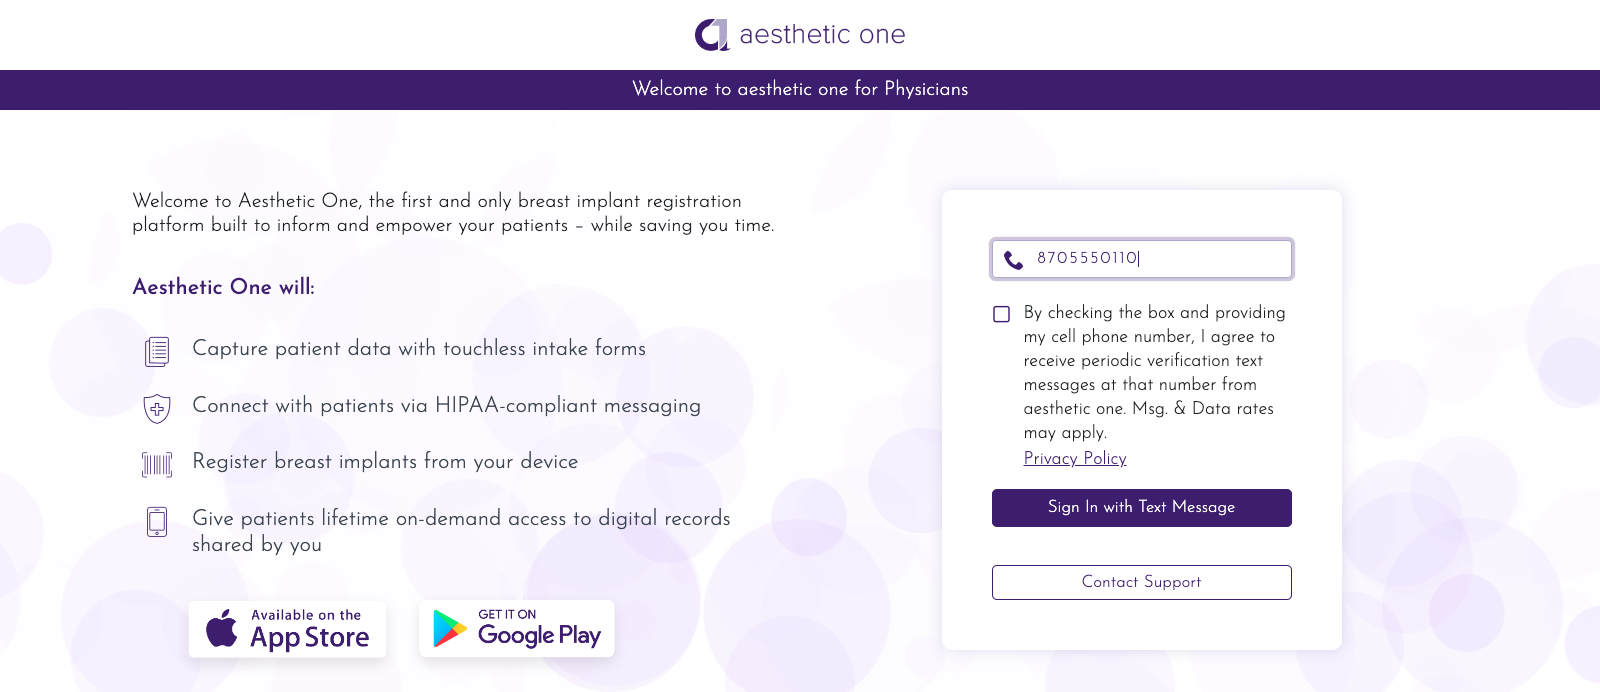 aesthetic one
Welcome to aesthetic one for Physicians
Welcome to Aesthetic One, the first and only breast implant registration
platform built to inform and empower your patients – while saving you time.
Aesthetic One will:
Capture patient data with touchless intake forms
Connect with patients via HIPAA-compliant messaging
Register breast implants from your device
Give patients lifetime on-demand access to digital records
shared by you
Available on the
App Store
GET IT ON
Google Play
8705550110
By checking the box and providing
my cell phone number, I agree to
receive periodic verification text
messages at that number from
aesthetic one. Msg. & Data rates
may apply.
Privacy Policy
Sign In with Text Message
Contact Support